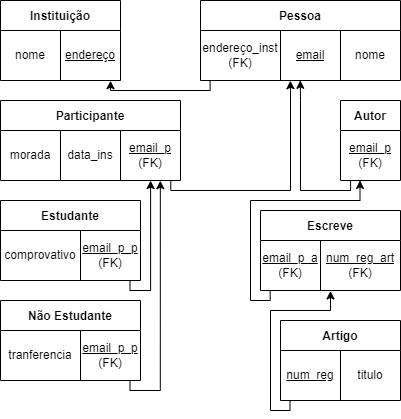 Instituição
nome endereço
Pessoa
endereço_inst (FK) email nome
Participante
morada data_ins email_p (FK)
Autor
email_p (FK)
Estudante
comprovativo email_p_p (FK)
Escreve
email_p_a (FK) num_reg_art (FK)
Não Estudante
tranferencia email_p_p (FK)
Artigo
num_reg titulo